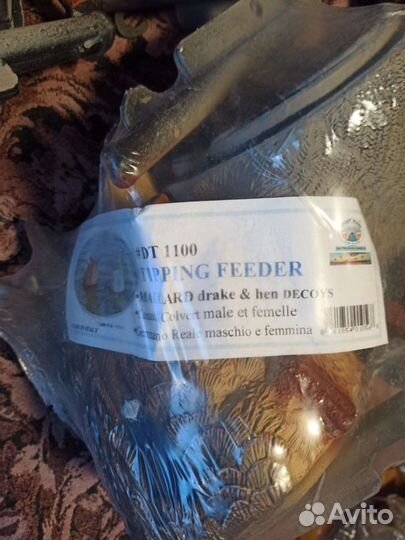 #DT 1100
TIPPING FEEDER
•MALLARD drake & hen DECOYS
Colvert male et femelle
Germano Reale maschio e femmina
Avito